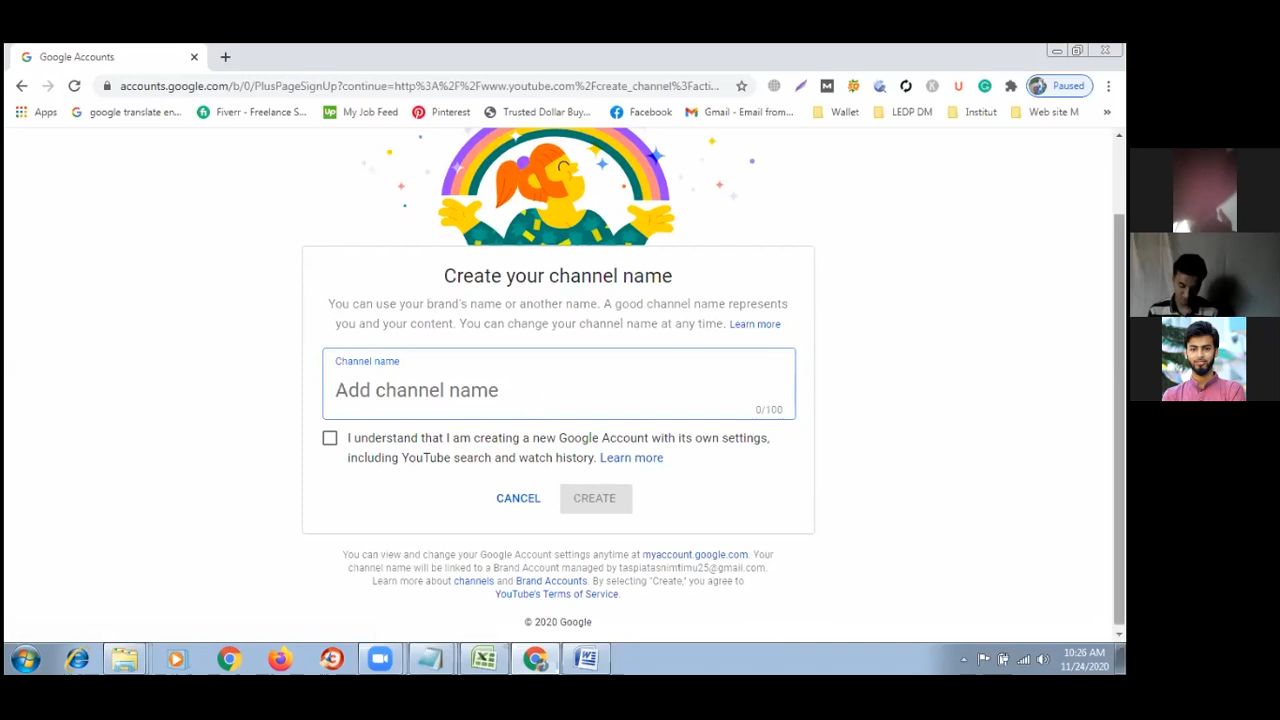 Google Accounts
accounts.google.com/b/0/PlusPageSignUp?continue=http%3A%2F%2Fwww.youtube.com%2Fcreate_channel%3Facti...
Paused
Apps
google translate en...
Fiverr - Freelance S...
Up
My Job Feed
Pinterest
Trusted Dollar Buy...
Facebook
Gmail - Email from...
Wallet
LEDP DM
Institut
Web site M
»
Create your channel name
You can use your brand's name or another name. A good channel name represents
you and your content. You can change your channel name at any time. Learn more
Channel name
Add channel name
0/100
I understand that I am creating a new Google Account with its own settings,
including YouTube search and watch history. Learn more
CANCEL
CREATE
You can view and change your Google Account settings anytime at myaccount.google.com. Your
channel name will be linked to a Brand Account managed by taspiatasnimtimu25@gmail.com.
Learn more about channels and Brand Accounts. By selecting "Create," you agree to
YouTube's Terms of Service.
© 2020 Google
10:26 AM
11/24/2020